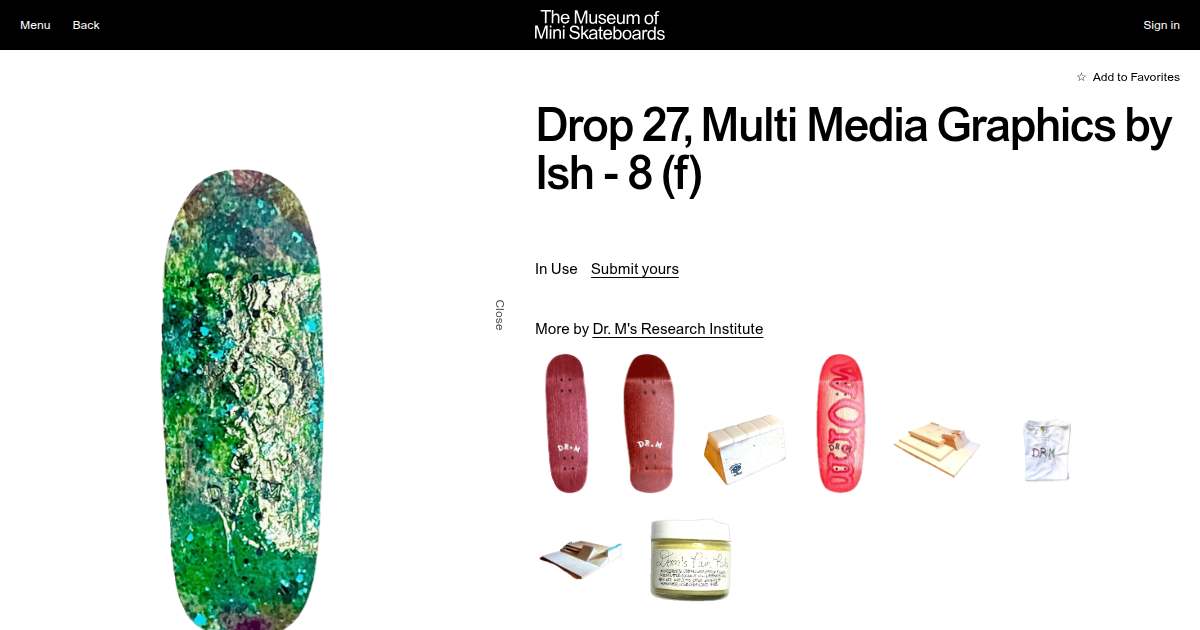 Menu Back
The Museum of
Mini Skateboards
Sign in
☆ Add to Favorites
Drop 27, Multi Media Graphics by
Ish - 8 (f)
In Use Submit yours
Close
More by Dr. M's Research Institute
DR.M
DR.M
DR.M
DRM